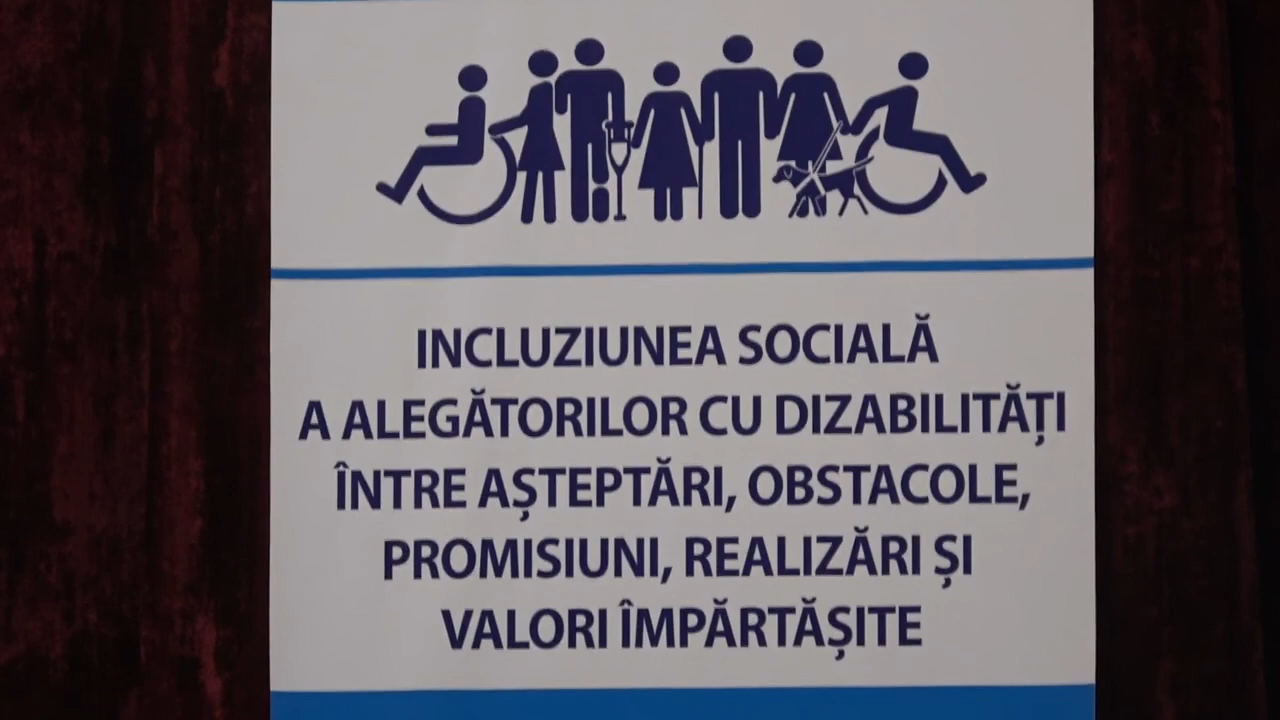 INCLUZIUNEA SOCIALĂ
A ALEGĂTORILOR CU DIZABILITĂȚI
ÎNTRE AȘTEPTĂRI, OBSTACOLE,
PROMISIUNI, REALIZĂRI ȘI
VALORI ÎMPĂRTĂȘITE